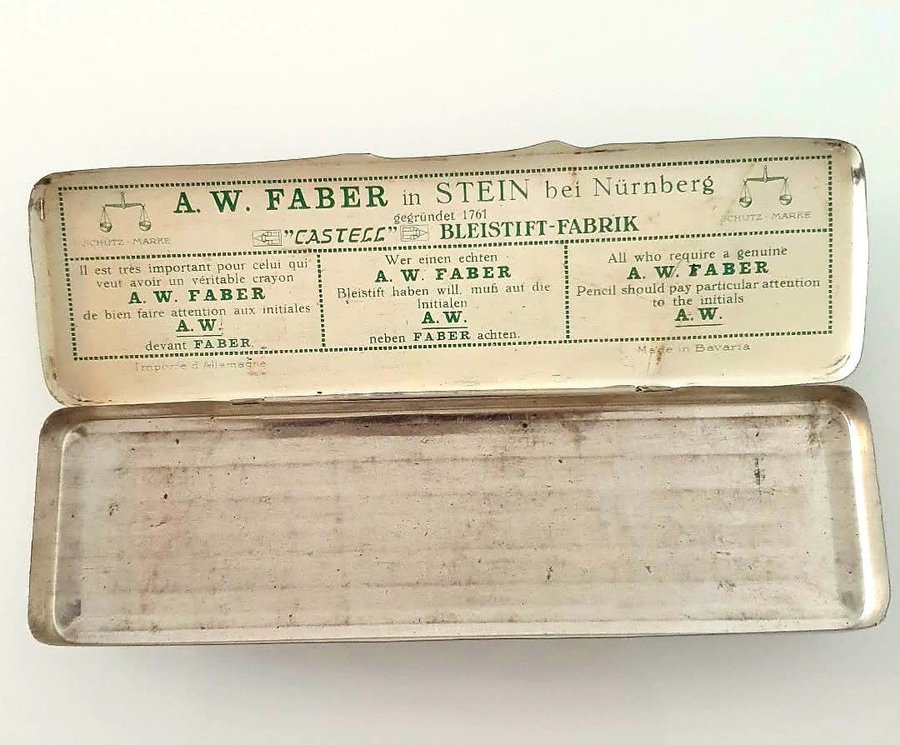 A. W. FABER in STEIN bei Nürnberg
gegründet 1761
"CASTELL" BLEISTIFT-FABRIK
SCHUTZ-MARKE
SCHUTZ-MARKE
Il est très important pour celui qui
veut avoir un véritable crayon
A. W. FABER
de bien faire attention aux initiales
A. W.
devant FABER.
Importé d'Allemagne
Wer einen echten
A. W. FABER
Bleistift haben will, muß auf die
Initialen
A. W.
neben FABER achten.
All who require a genuine
A. W. FABER
Pencil should pay particular attention
to the initials
A. W.
Made in Bavaria